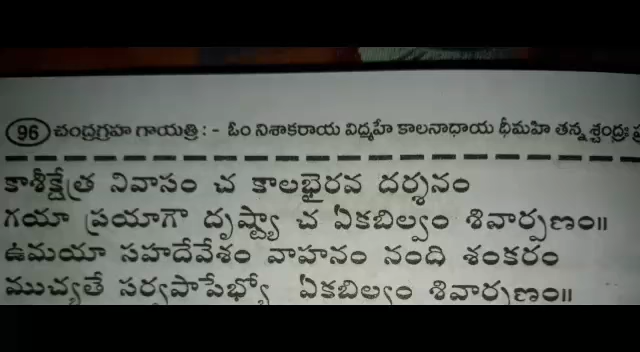 96 చంద్రగ్రహ గాయత్రి : - ఓం నిశాకరాయ విద్మహే కాలనాధాయ ధీమహి తన్న శ్చంద్రః ప్ర
కాశీక్షేత్ర నివాసం చ కాలభైరవ దర్శనం
గయా ప్రయాగౌ దృష్ట్వా చ ఏకబిల్వం శివార్పణం॥
ఉమయా సహదేవేశం వాహనం నంది శంకరం
ముచ్యతే సర్వపాపేభ్యో ఏకబిల్వం శివార్పణం॥